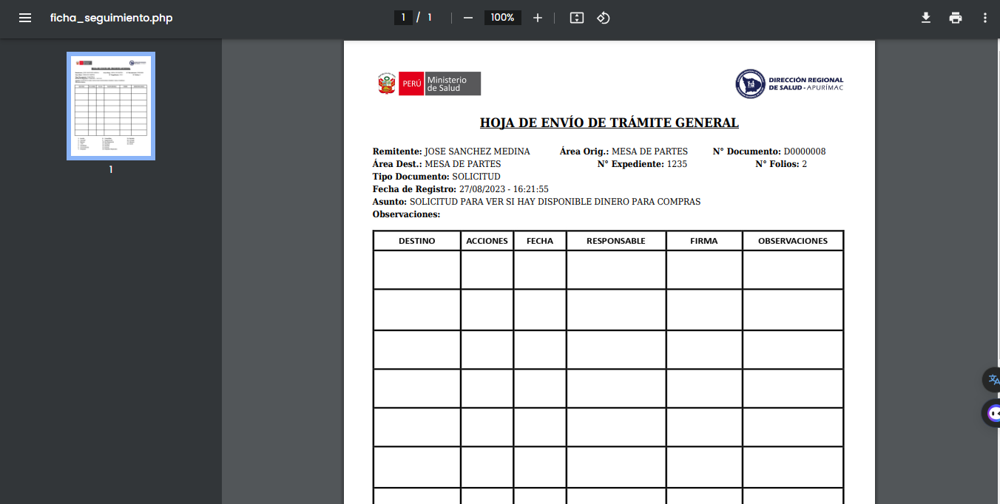 ficha_seguimiento.php
1 / 1
100%
1
PERÚ Ministerio de Salud
DIRECCIÓN REGIONAL
DE SALUD - APURÍMAC
HOJA DE ENVÍO DE TRÁMITE GENERAL
Remitente: JOSE SANCHEZ MEDINA Área Orig.: MESA DE PARTES N° Documento: D0000008
Área Dest.: MESA DE PARTES N° Expediente: 1235 N° Folios: 2
Tipo Documento: SOLICITUD
Fecha de Registro: 27/08/2023 - 16:21:55
Asunto: SOLICITUD PARA VER SI HAY DISPONIBLE DINERO PARA COMPRAS
Observaciones:
DESTINO ACCIONES FECHA RESPONSABLE FIRMA OBSERVACIONES